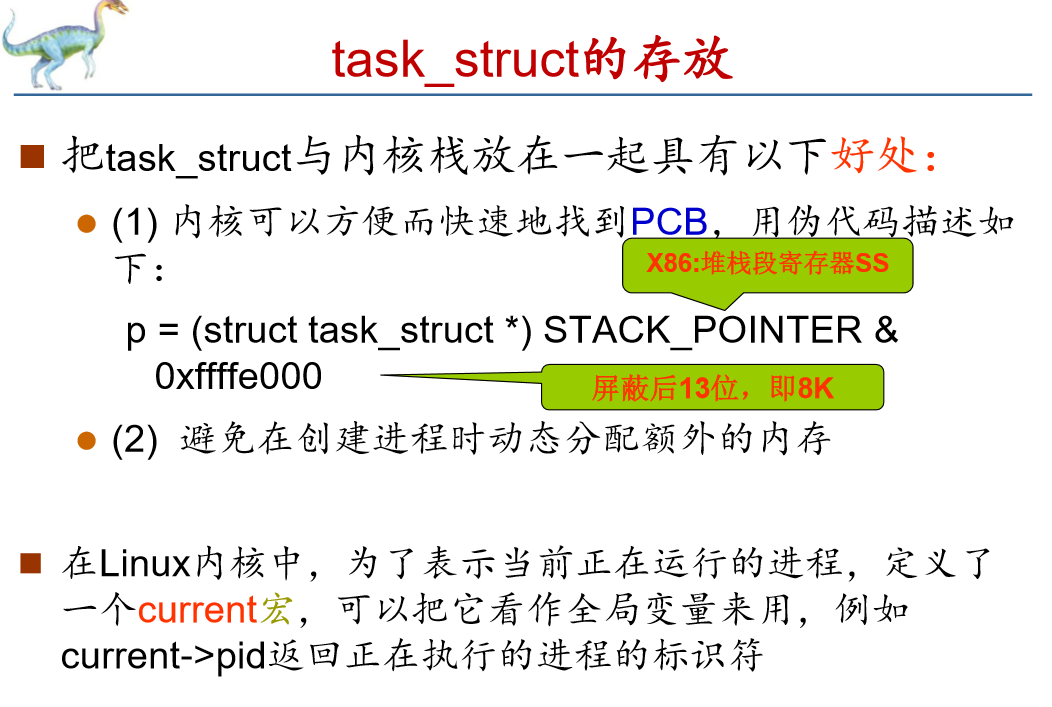 task_struct的存放
把task_struct与内核栈放在一起具有以下好处：
(1) 内核可以方便而快速地找到PCB，用伪代码描述如
下：
X86:堆栈段寄存器SS
p = (struct task_struct *) STACK_POINTER &
0xffffe000
屏蔽后13位，即8K
(2) 避免在创建进程时动态分配额外的内存
在Linux内核中，为了表示当前正在运行的进程，定义了
一个current宏，可以把它看作全局变量来用，例如
current->pid返回正在执行的进程的标识符